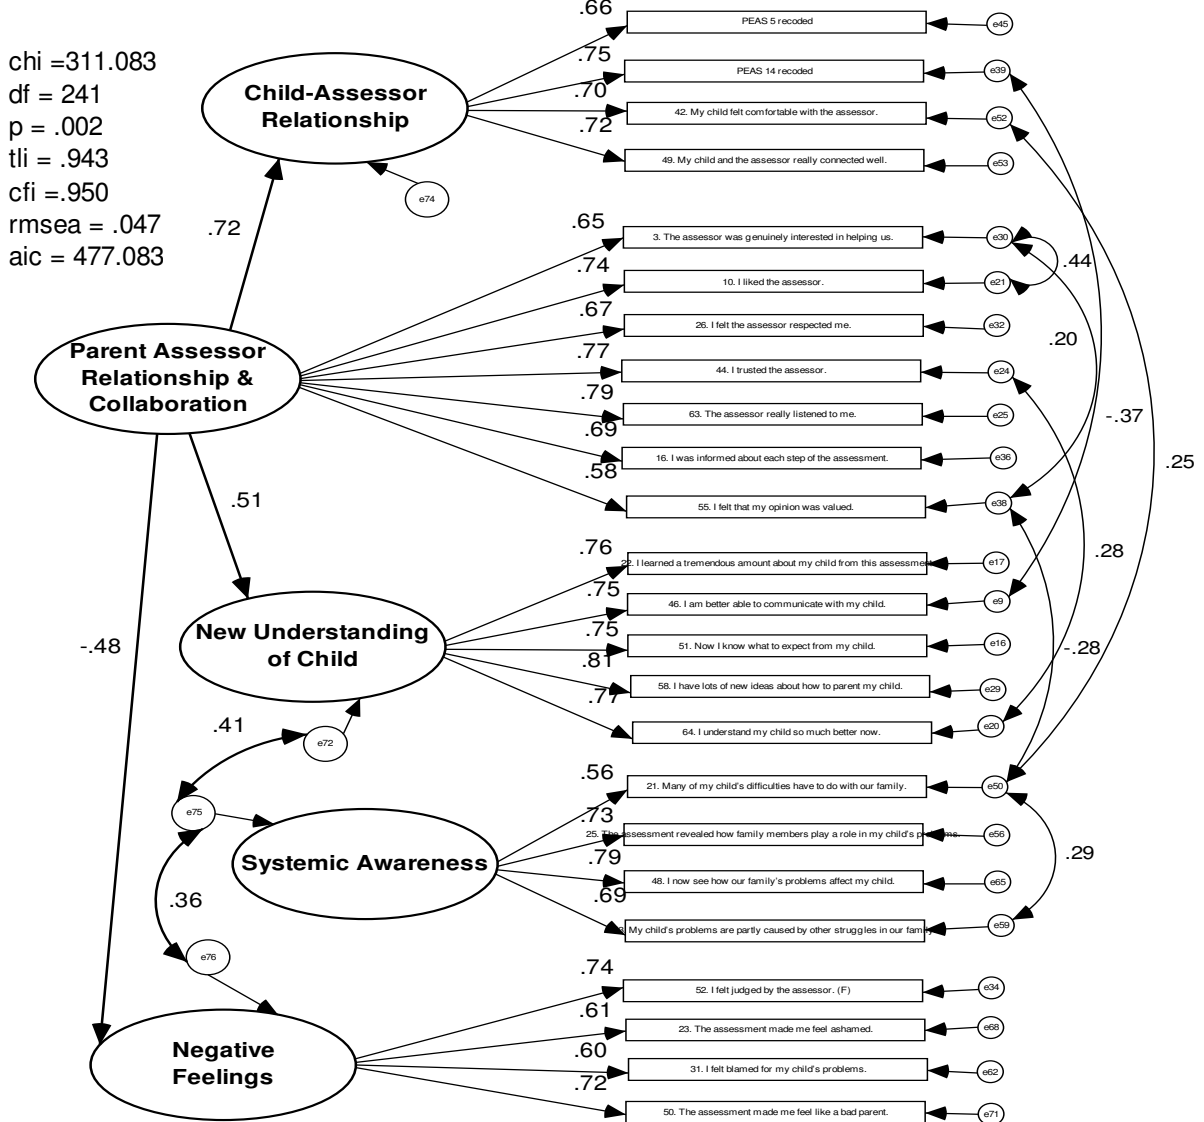 chi =311.083
df = 241
p = .002
tli = .943
cfi =.950
rmsea = .047
aic = 477.083
Child-Assessor
Relationship
e74
.72
.66
PEAS 5 recoded
e45
.75
PEAS 14 recoded
e39
.70
42. My child felt comfortable with the assessor.
e52
.72
49. My child and the assessor really connected well.
e53
Parent Assessor
Relationship &
Collaboration
.65
3. The assessor was genuinely interested in helping us.
e30
.74
10. I liked the assessor.
e21
.44
.67
26. I felt the assessor respected me.
e32
.20
.77
44. I trusted the assessor.
e24
.79
63. The assessor really listened to me.
e25
-.37
.69
16. I was informed about each step of the assessment.
e36
.25
.58
55. I felt that my opinion was valued.
e38
.51
-.48
New Understanding
of Child
.76
22. I learned a tremendous amount about my child from this assessment
e17
.28
.75
46. I am better able to communicate with my child.
e9
.75
51. Now I know what to expect from my child.
e16
-.28
.81
58. I have lots of new ideas about how to parent my child.
e29
.77
64. I understand my child so much better now.
e20
.41
e72
e75
Systemic Awareness
.56
21. Many of my child's difficulties have to do with our family.
e50
.73
25. The assessment revealed how family members play a role in my child's problems.
e56
.29
.79
48. I now see how our family's problems affect my child.
e65
.69
My child's problems are partly caused by other struggles in our family
e59
.36
e76
Negative
Feelings
.74
52. I felt judged by the assessor. (F)
e34
.61
23. The assessment made me feel ashamed.
e68
.60
31. I felt blamed for my child's problems.
e62
.72
50. The assessment made me feel like a bad parent.
e71